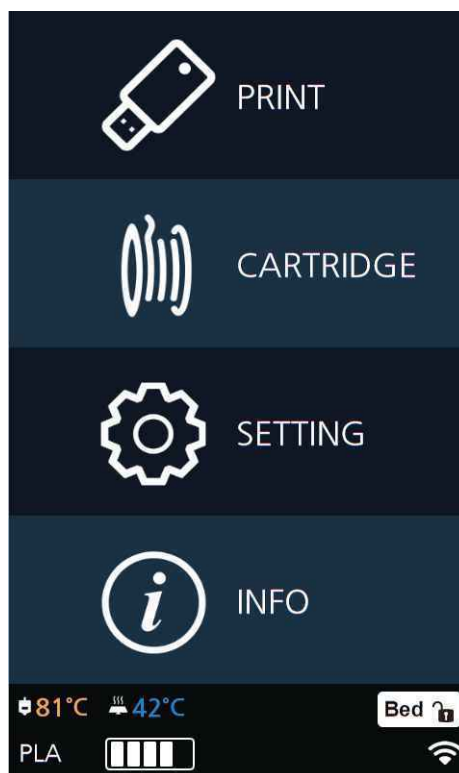 PRINT
CARTRIDGE
SETTING
INFO
81°C 42°C
Bed
PLA